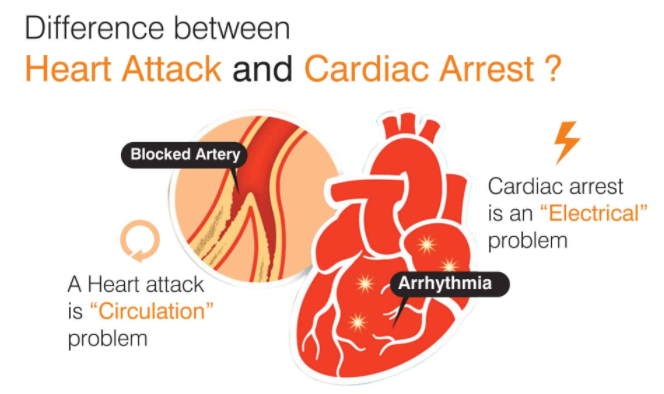 Difference between
Heart Attack and Cardiac Arrest ?
Blocked Artery
Cardiac arrest
is an “Electrical”
problem
A Heart attack
is “Circulation”
problem
Arrhythmia